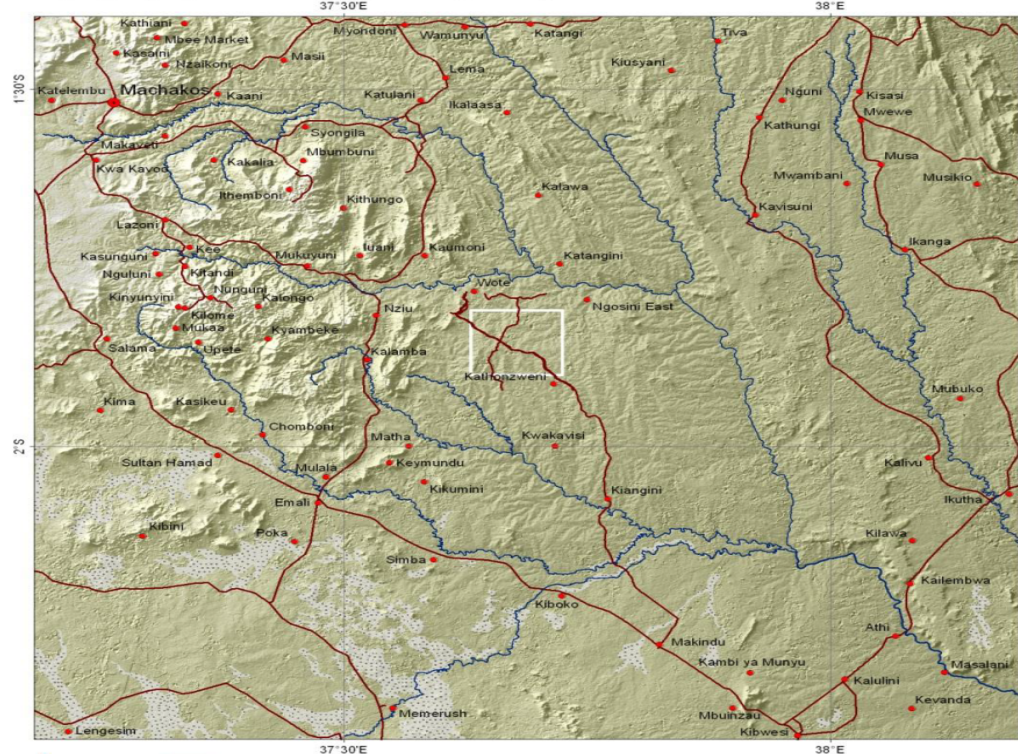 37°30'E
38°E
Kathiani
Myondoni
Wamunyu
Katangi
Mbee Market
Tiva
Kasaini
Nzaikoni
Masii
Lema
Kiusyani
1°30'S
Katelembu
Machakos
Kaani
Katulani
Ikalaasa
Nguni
Kisasi
Kathungi
Mwewe
Syongila
Makaveti
Kakalia
Mbumbuni
Kwa Kavoo
Musa
Ithemboni
Kalawa
Mwambani
Musikio
Kithungo
Kavisuni
Lazoni
Kee
Iuani
Kaumoni
Ikanga
Kasunguni
Mukuyuni
Katangini
Kitandi
Nguluni
Wote
Nunguni
Kinyunyini
Kalongo
Nziu
Ngosini East
Kilome
Mukaa
Kyambeke
Salama
Upete
Kalamba
Kathonzweni
Mubuko
Kima
Kasikeu
Chomboni
Matha
Kwakavisi
2°S
Sultan Hamad
Keymundu
Kalivu
Mulala
Kikumini
Kiangini
Emali
Ikutha
Kibini
Poka
Kilawa
Simba
Kiboko
Kailembwa
Athi
Makindu
Kambi ya Munyu
Masalani
Kalulini
Memerush
Mbuinzau
Kevanda
Lengesim
Kibwesi
37°30'E
38°E